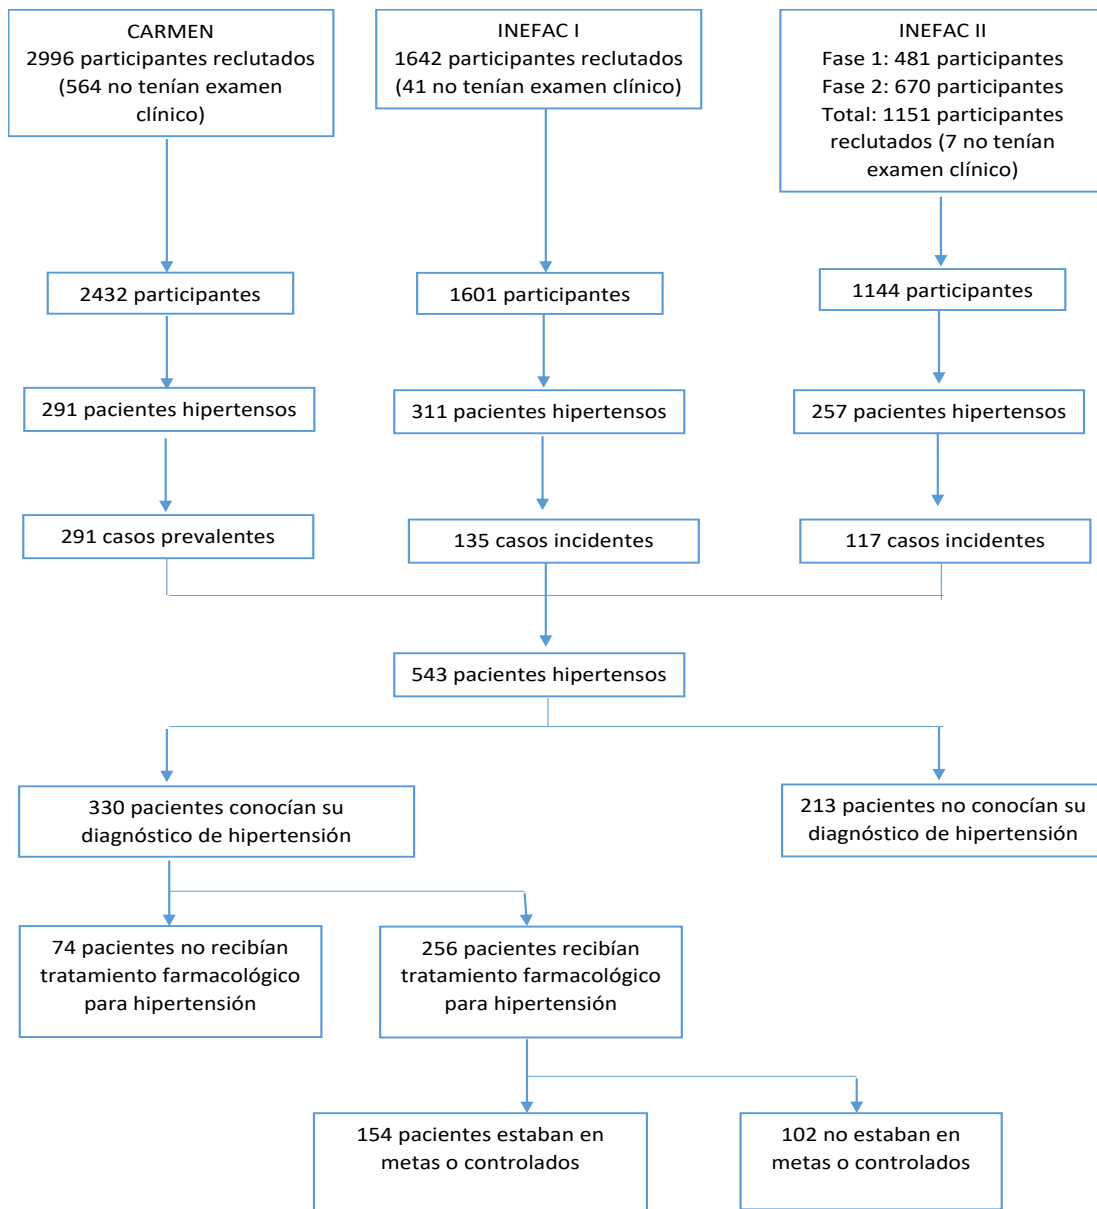 CARMEN
2996 participantes reclutados
(564 no tenían examen
clínico)
INEFAC I
1642 participantes reclutados
(41 no tenían examen clínico)
INEFAC II
Fase 1: 481 participantes
Fase 2: 670 participantes
Total: 1151 participantes
reclutados (7 no tenían
examen clínico)
2432 participantes
1601 participantes
1144 participantes
291 pacientes hipertensos
311 pacientes hipertensos
257 pacientes hipertensos
291 casos prevalentes
135 casos incidentes
117 casos incidentes
543 pacientes hipertensos
330 pacientes conocían su
diagnóstico de hipertensión
213 pacientes no conocían su
diagnóstico de hipertensión
74 pacientes no recibían
tratamiento farmacológico
para hipertensión
256 pacientes recibían
tratamiento farmacológico
para hipertensión
154 pacientes estaban en
metas o controlados
102 no estaban en
metas o controlados